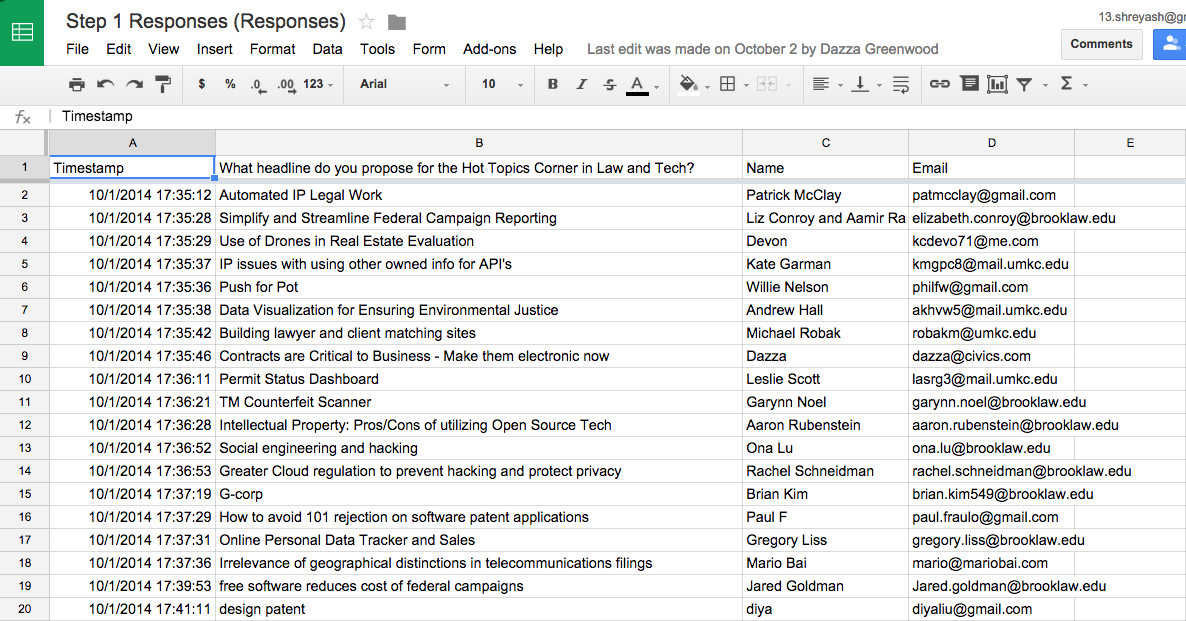 Step 1 Responses (Responses)
13.shreyash@gr
File Edit View Insert Format Data Tools Form Add-ons Help Last edit was made on October 2 by Dazza Greenwood
Comments
$ % .0 .00 123 Arial 10 B I S A Σ
fx Timestamp
A B C D E
1 Timestamp What headline do you propose for the Hot Topics Corner in Law and Tech? Name Email
2 10/1/2014 17:35:12 Automated IP Legal Work Patrick McClay patmcclay@gmail.com
3 10/1/2014 17:35:28 Simplify and Streamline Federal Campaign Reporting Liz Conroy and Aamir Ra elizabeth.conroy@brooklaw.edu
4 10/1/2014 17:35:29 Use of Drones in Real Estate Evaluation Devon kcdevo71@me.com
5 10/1/2014 17:35:37 IP issues with using other owned info for API's Kate Garman kmgpc8@mail.umkc.edu
6 10/1/2014 17:35:36 Push for Pot Willie Nelson philfw@gmail.com
7 10/1/2014 17:35:38 Data Visualization for Ensuring Environmental Justice Andrew Hall akhvw5@mail.umkc.edu
8 10/1/2014 17:35:42 Building lawyer and client matching sites Michael Robak robakm@umkc.edu
9 10/1/2014 17:35:46 Contracts are Critical to Business - Make them electronic now Dazza dazza@civics.com
10 10/1/2014 17:36:11 Permit Status Dashboard Leslie Scott lasrg3@mail.umkc.edu
11 10/1/2014 17:36:21 TM Counterfeit Scanner Garynn Noel garynn.noel@brooklaw.edu
12 10/1/2014 17:36:28 Intellectual Property: Pros/Cons of utilizing Open Source Tech Aaron Rubenstein aaron.rubenstein@brooklaw.edu
13 10/1/2014 17:36:52 Social engineering and hacking Ona Lu ona.lu@brooklaw.edu
14 10/1/2014 17:36:53 Greater Cloud regulation to prevent hacking and protect privacy Rachel Schneidman rachel.schneidman@brooklaw.edu
15 10/1/2014 17:37:19 G-corp Brian Kim brian.kim549@brooklaw.edu
16 10/1/2014 17:37:29 How to avoid 101 rejection on software patent applications Paul F paul.fraulo@gmail.com
17 10/1/2014 17:37:31 Online Personal Data Tracker and Sales Gregory Liss gregory.liss@brooklaw.edu
18 10/1/2014 17:37:36 Irrelevance of geographical distinctions in telecommunications filings Mario Bai mario@mariobai.com
19 10/1/2014 17:39:53 free software reduces cost of federal campaigns Jared Goldman Jared.goldman@brooklaw.edu
20 10/1/2014 17:41:11 design patent diya diyaliu@gmail.com